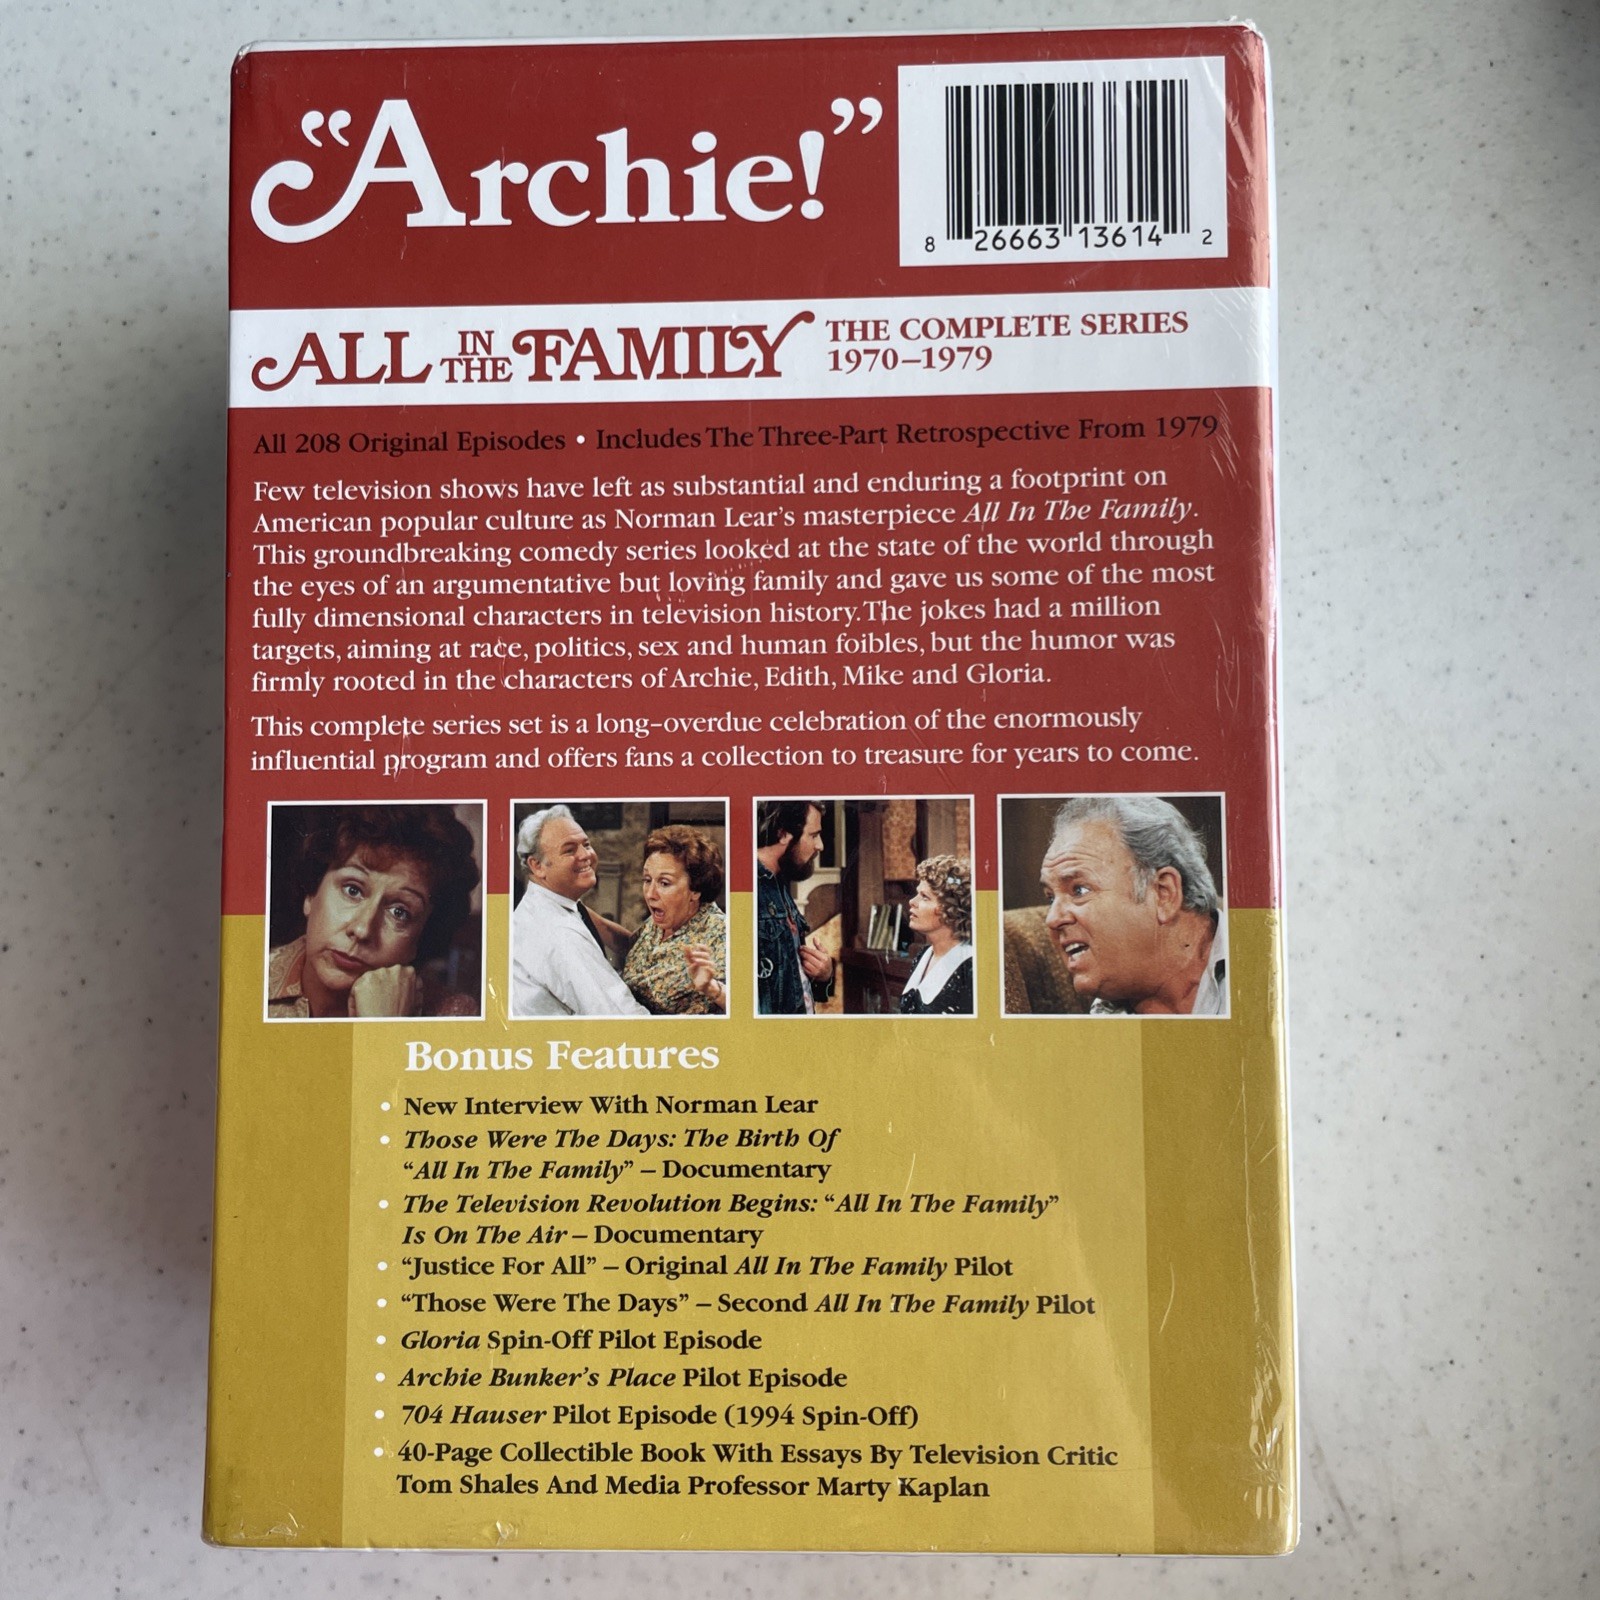 “Archie!”
8 26663 13614 2
ALL IN THE FAMILY THE COMPLETE SERIES
1970–1979
All 208 Original Episodes • Includes The Three-Part Retrospective From 1979
Few television shows have left as substantial and enduring a footprint on
American popular culture as Norman Lear’s masterpiece All In The Family.
This groundbreaking comedy series looked at the state of the world through
the eyes of an argumentative but loving family and gave us some of the most
fully dimensional characters in television history. The jokes had a million
targets, aiming at race, politics, sex and human foibles, but the humor was
firmly rooted in the characters of Archie, Edith, Mike and Gloria.
This complete series set is a long-overdue celebration of the enormously
influential program and offers fans a collection to treasure for years to come.
Bonus Features
• New Interview With Norman Lear
• Those Were The Days: The Birth Of
“All In The Family” – Documentary
• The Television Revolution Begins: “All In The Family”
Is On The Air – Documentary
• “Justice For All” – Original All In The Family Pilot
• “Those Were The Days” – Second All In The Family Pilot
• Gloria Spin-Off Pilot Episode
• Archie Bunker’s Place Pilot Episode
• 704 Hauser Pilot Episode (1994 Spin-Off)
• 40-Page Collectible Book With Essays By Television Critic
Tom Shales And Media Professor Marty Kaplan